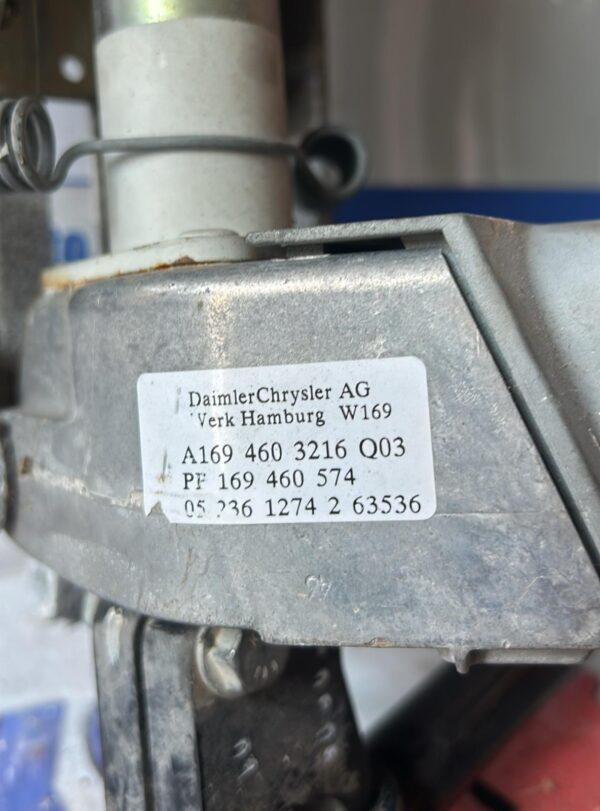 DaimlerChrysler AG
Werk Hamburg W169
A169 460 3216 Q03
PF 169 460 574
05 236 1274 2 63536